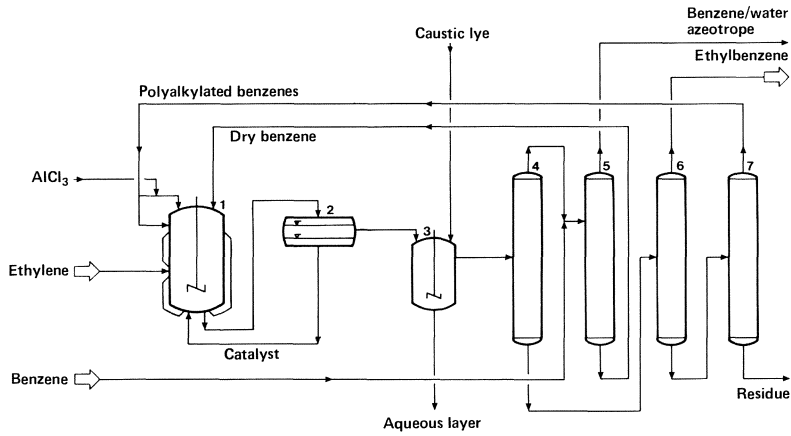 Benzene/water
azeotrope
Caustic lye
Ethylbenzene
Polyalkylated benzenes
Dry benzene
AlCl₃
1
2
3
4
5
6
7
Ethylene
Catalyst
Benzene
Residue
Aqueous layer